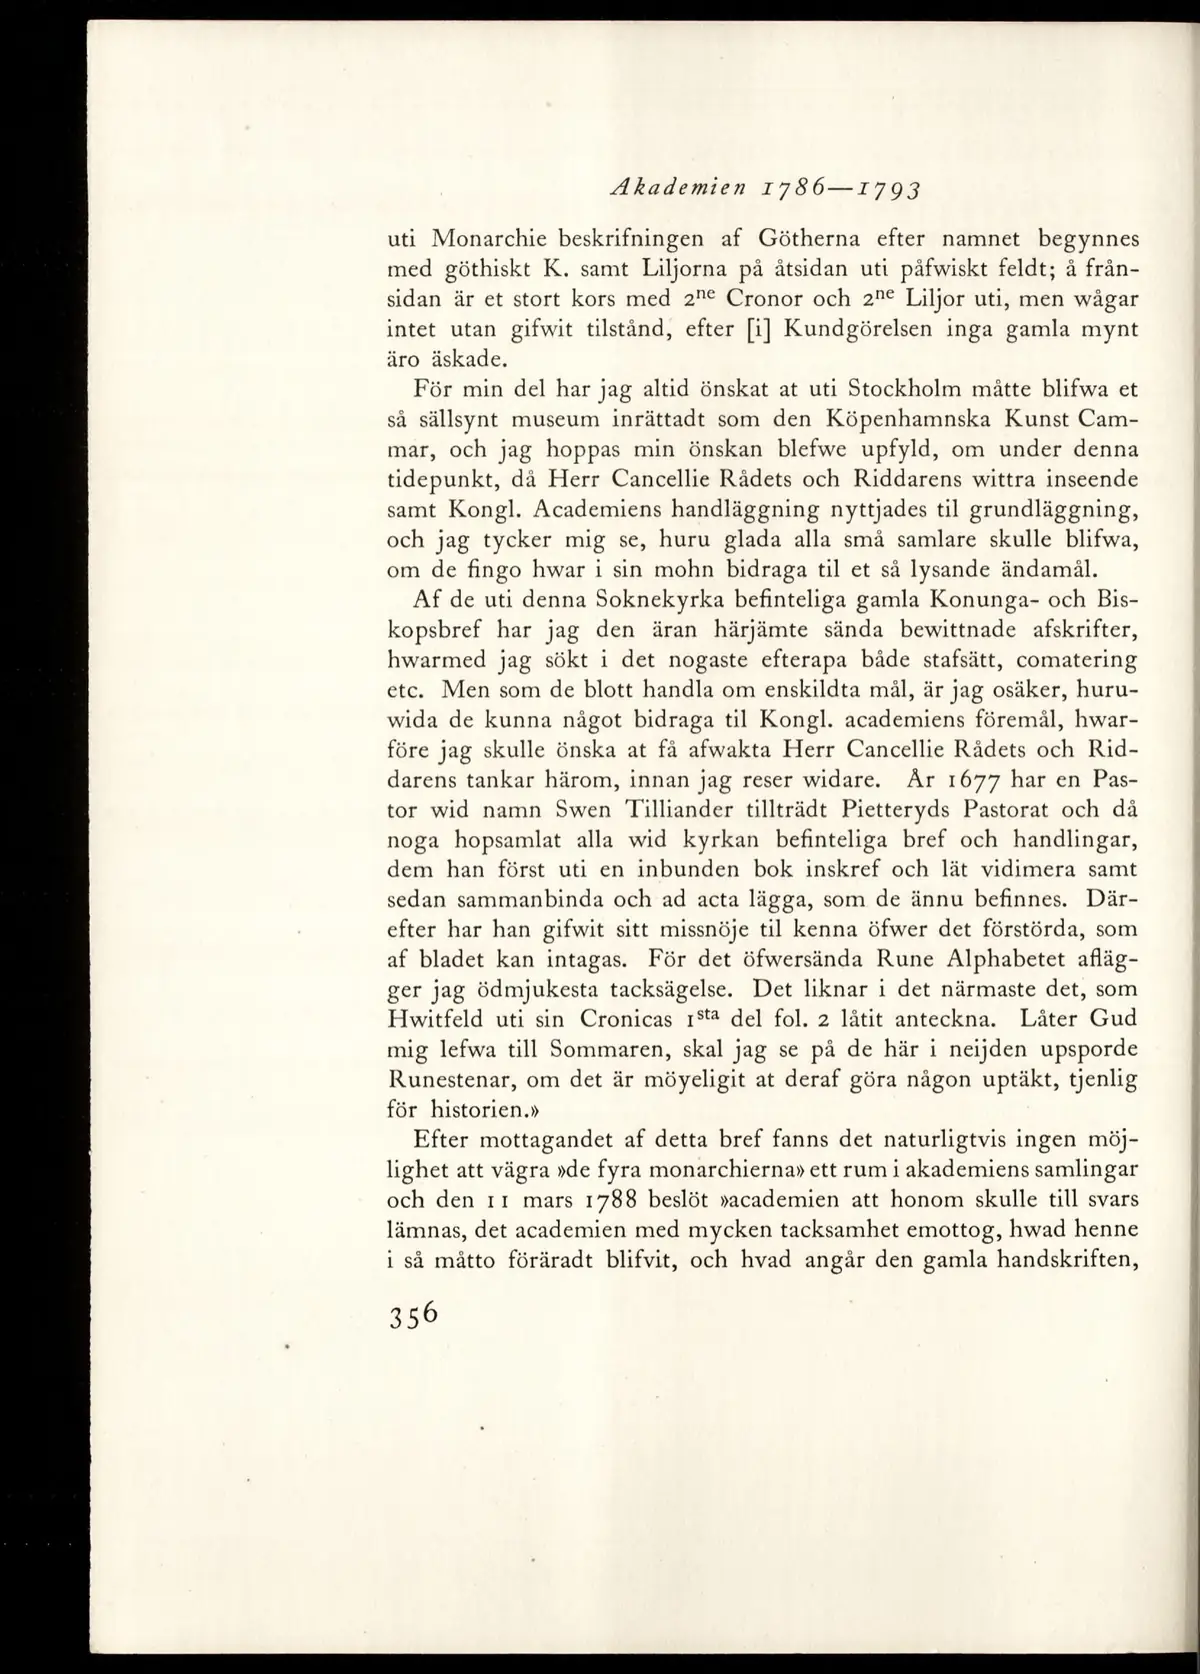 Akademien 1786—1793
uti Monarchie beskrifningen af Götherna efter namnet begynnes
med göthiskt K. samt Liljorna på åtsidan uti påfwiskt feldt; å från-
sidan är et stort kors med 2ne Cronor och 2ne Liljor uti, men wågar
intet utan gifwit tilstånd, efter [i] Kundgörelsen inga gamla mynt
äro äskade.
För min del har jag altid önskat at uti Stockholm måtte blifwa et
så sällsynt museum inrättadt som den Köpenhamnska Kunst Cam-
mar, och jag hoppas min önskan blefwe upfyld, om under denna
tidepunkt, då Herr Cancellie Rådets och Riddarens wittra inseende
samt Kongl. Academiens handläggning nyttjades til grundläggning,
och jag tycker mig se, huru glada alla små samlare skulle blifwa,
om de fingo hwar i sin mohn bidraga til et så lysande ändamål.
Af de uti denna Soknekyrka befinteliga gamla Konunga- och Bis-
kopsbref har jag den äran härjämte sända bewittnade afskrifter,
hwarmed jag sökt i det nogaste efterapa både stafsätt, comatering
etc. Men som de blott handla om enskildta mål, är jag osäker, huru-
wida de kunna något bidraga til Kongl. academiens föremål, hwar-
före jag skulle önska at få afwakta Herr Cancellie Rådets och Rid-
darens tankar härom, innan jag reser widare. År 1677 har en Pas-
tor wid namn Swen Tilliander tillträdt Pietteryds Pastorat och då
noga hopsamlat alla wid kyrkan befinteliga bref och handlingar,
dem han först uti en inbunden bok inskref och lät vidimera samt
sedan sammanbinda och ad acta lägga, som de ännu befinnes. Där-
efter har han gifwit sitt missnöje til kenna öfwer det förstörda, som
af bladet kan intagas. För det öfwersända Rune Alphabetet afläg-
ger jag ödmjukesta tacksägelse. Det liknar i det närmaste det, som
Hwitfeld uti sin Cronicas 1sta del fol. 2 låtit anteckna. Låter Gud
mig lefwa till Sommaren, skal jag se på de här i neijden upsporde
Runestenar, om det är möyeligit at deraf göra någon uptäkt, tjenlig
för historien.»
Efter mottagandet af detta bref fanns det naturligtvis ingen möj-
lighet att vägra »de fyra monarchierna» ett rum i akademiens samlingar
och den 11 mars 1788 beslöt »academien att honom skulle till svars
lämnas, det academien med mycken tacksamhet emottog, hwad henne
i så måtto föräradt blifvit, och hvad angår den gamla handskriften,
356